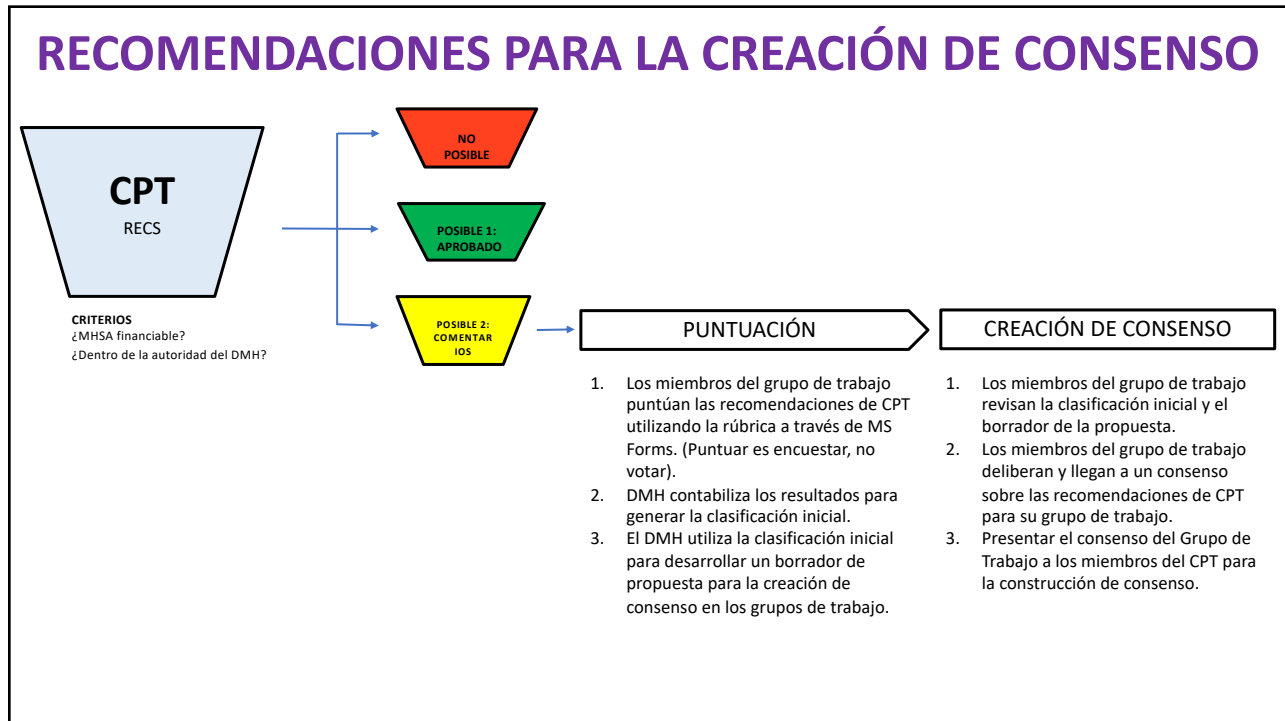 RECOMENDACIONES PARA LA CREACIÓN DE CONSENSO
CPT
RECS
CRITERIOS
¿MHSA financiable?
¿Dentro de la autoridad del DMH?
NO
POSIBLE
POSIBLE 1:
APROBADO
POSIBLE 2:
COMENTAR
IOS
PUNTUACIÓN
1. Los miembros del grupo de trabajo
puntúan las recomendaciones de CPT
utilizando la rúbrica a través de MS
Forms. (Puntuar es encuestar, no
votar).
2. DMH contabiliza los resultados para
generar la clasificación inicial.
3. El DMH utiliza la clasificación inicial
para desarrollar un borrador de
propuesta para la creación de
consenso en los grupos de trabajo.
CREACIÓN DE CONSENSO
1. Los miembros del grupo de trabajo
revisan la clasificación inicial y el
borrador de la propuesta.
2. Los miembros del grupo de trabajo
deliberan y llegan a un consenso
sobre las recomendaciones de CPT
para su grupo de trabajo.
3. Presentar el consenso del Grupo de
Trabajo a los miembros del CPT para
la construcción de consenso.